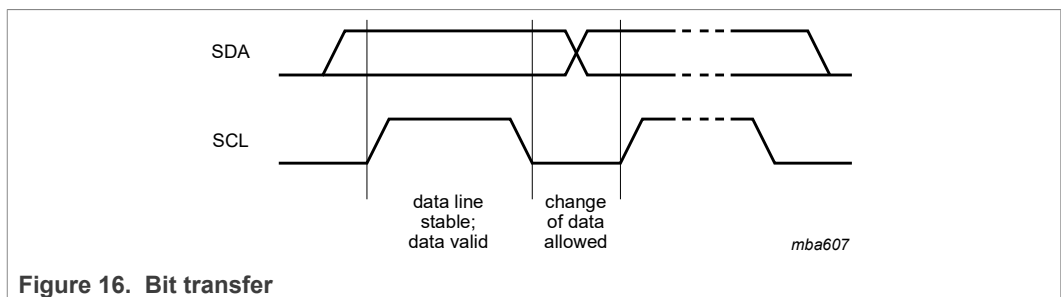 SDA
SCL
data line
stable;
data valid
change
of data
allowed
mba607
Figure 16. Bit transfer